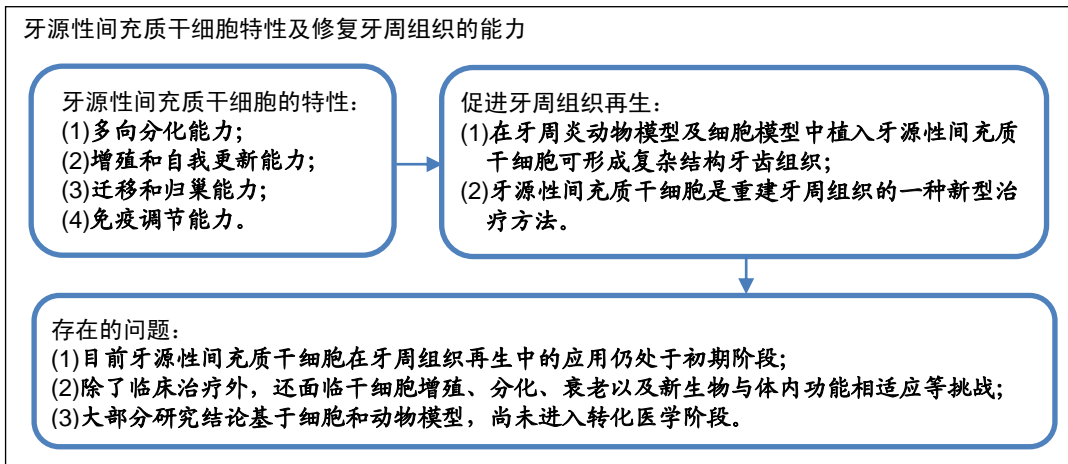 牙源性间充质干细胞特性及修复牙周组织的能力
牙源性间充质干细胞的特性：
(1)多向分化能力；
(2)增殖和自我更新能力；
(3)迁移和归巢能力；
(4)免疫调节能力。
促进牙周组织再生：
(1)在牙周炎动物模型及细胞模型中植入牙源性间充质
干细胞可形成复杂结构牙齿组织；
(2)牙源性间充质干细胞是重建牙周组织的一种新型治
疗方法。
存在的问题：
(1)目前牙源性间充质干细胞在牙周组织再生中的应用仍处于初期阶段；
(2)除了临床治疗外，还面临干细胞增殖、分化、衰老以及新生物与体内功能相适应等挑战；
(3)大部分研究结论基于细胞和动物模型，尚未进入转化医学阶段。